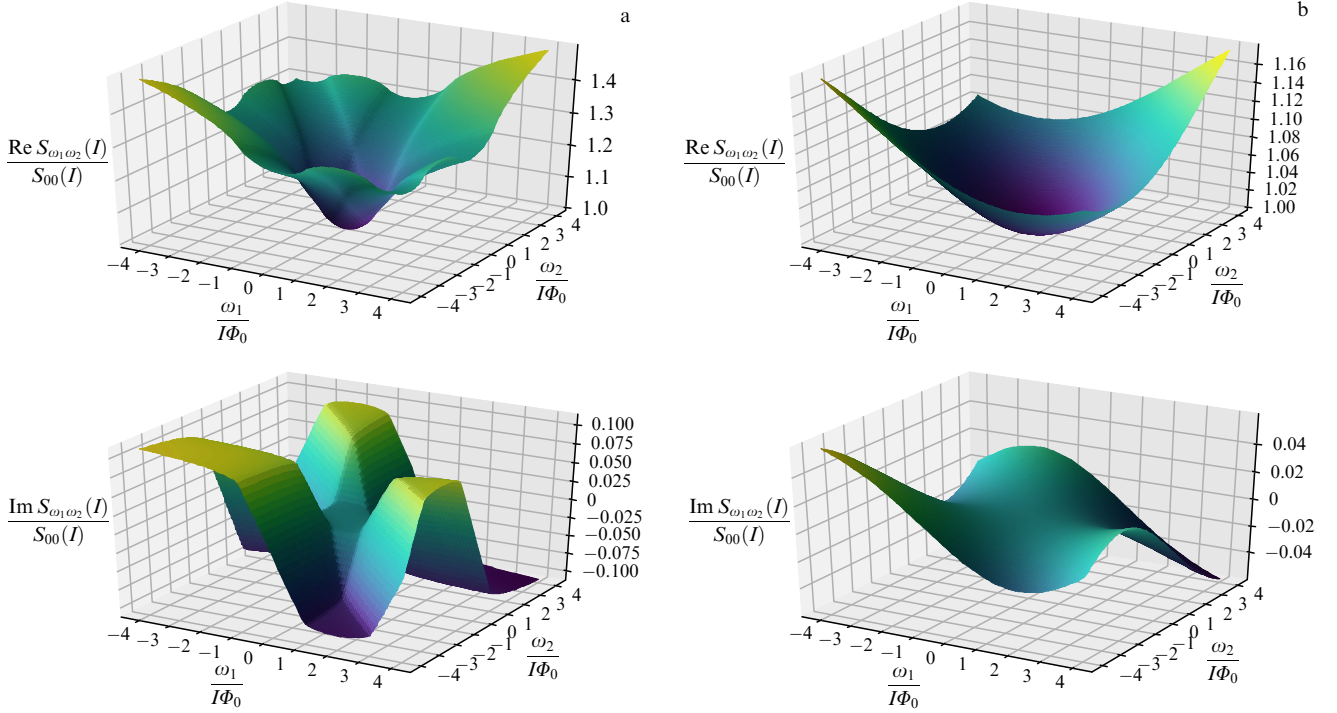 a
Re S_{ω₁ω₂}(I)
S₀₀(I)
1.4
1.3
1.2
1.1
1.0
−4 −3 −2 −1 0 1 2 3 4
ω₁
IΦ₀
−4 −3 −2 −1 0 1 2 3 4
ω₂
IΦ₀
b
Re S_{ω₁ω₂}(I)
S₀₀(I)
1.16
1.14
1.12
1.10
1.08
1.06
1.04
1.02
1.00
−4 −3 −2 −1 0 1 2 3 4
ω₁
IΦ₀
−4 −3 −2 −1 0 1 2 3 4
ω₂
IΦ₀
Im S_{ω₁ω₂}(I)
S₀₀(I)
0.100
0.075
0.050
0.025
0
−0.025
−0.050
−0.075
−0.100
−4 −3 −2 −1 0 1 2 3 4
ω₁
IΦ₀
−4 −3 −2 −1 0 1 2 3 4
ω₂
IΦ₀
Im S_{ω₁ω₂}(I)
S₀₀(I)
0.04
0.02
0
−0.02
−0.04
−4 −3 −2 −1 0 1 2 3 4
ω₁
IΦ₀
−4 −3 −2 −1 0 1 2 3 4
ω₂
IΦ₀